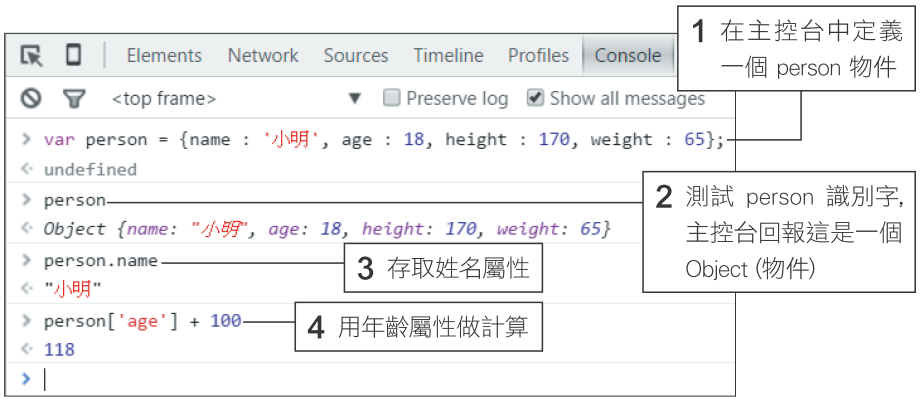 Elements Network Sources Timeline Profiles Console
<top frame> ▼ Preserve log Show all messages
> var person = {name : '小明', age : 18, height : 170, weight : 65};
1 在主控台中定義
一個 person 物件
< undefined
> person
2 測試 person 識別字,
主控台回報這是一個
Object (物件)
< Object {name: "小明", age: 18, height: 170, weight: 65}
> person.name
3 存取姓名屬性
< "小明"
> person['age'] + 100
4 用年齡屬性做計算
< 118
>